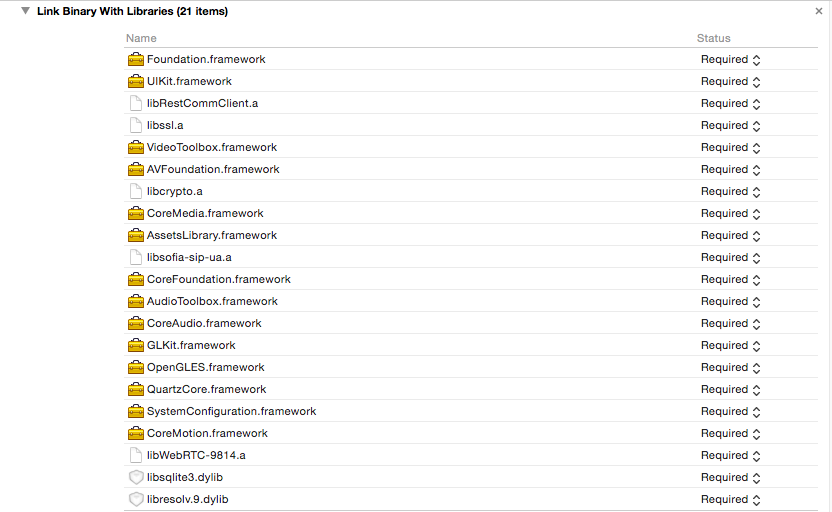 Link Binary With Libraries (21 items)
Name Status
Foundation.framework Required
UIKit.framework Required
libRestCommClient.a Required
libssl.a Required
VideoToolbox.framework Required
AVFoundation.framework Required
libcrypto.a Required
CoreMedia.framework Required
AssetsLibrary.framework Required
libsofia-sip-ua.a Required
CoreFoundation.framework Required
AudioToolbox.framework Required
CoreAudio.framework Required
GLKit.framework Required
OpenGLES.framework Required
QuartzCore.framework Required
SystemConfiguration.framework Required
CoreMotion.framework Required
libWebRTC-9814.a Required
libsqlite3.dylib Required
libresolv.9.dylib Required